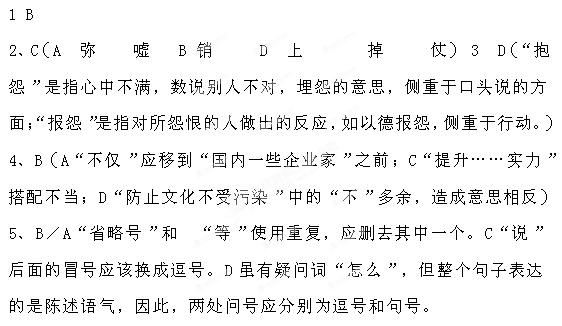 1 B
2、C（A 弥 嘘 B 销 D 上 掉 仗）3 D（“抱
怨”是指心中不满，数说别人不对，埋怨的意思，侧重于口头说的方
面；“报怨”是指对所怨恨的人做出的反应，如以德报怨，侧重于行动。）
4、B（A“不仅”应移到“国内一些企业家”之前；C“提升……实力”
搭配不当；D“防止文化不受污染”中的“不”多余，造成意思相反）
5、B／A“省略号”和 “等”使用重复，应删去其中一个。C“说”
后面的冒号应该换成逗号。D虽有疑问词“怎么”，但整个句子表达
的是陈述语气，因此，两处问号应分别为逗号和句号。